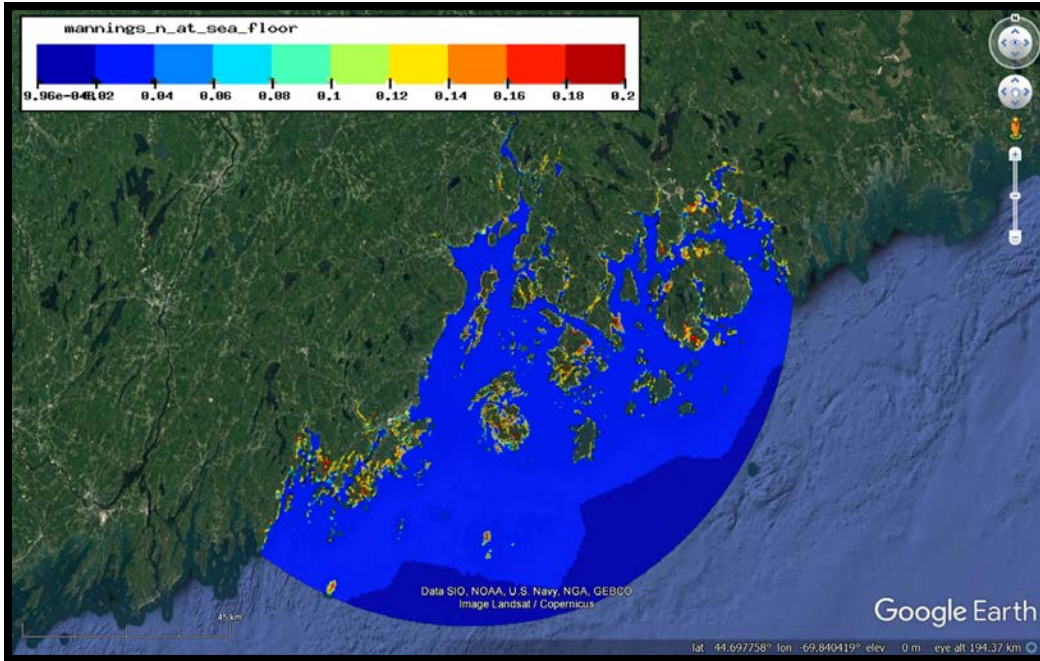 mannings_n_at_sea_floor
0.04 0.06 0.08 0.1 0.12 0.14 0.16 0.18 0.2
N
Data SIO, NOAA, U.S. Navy, NGA, GEBCO
Image Landsat / Copernicus
Google Earth
45 km
lat 44.697758° lon -69.840419° elev 0 m eye alt 194.37 km